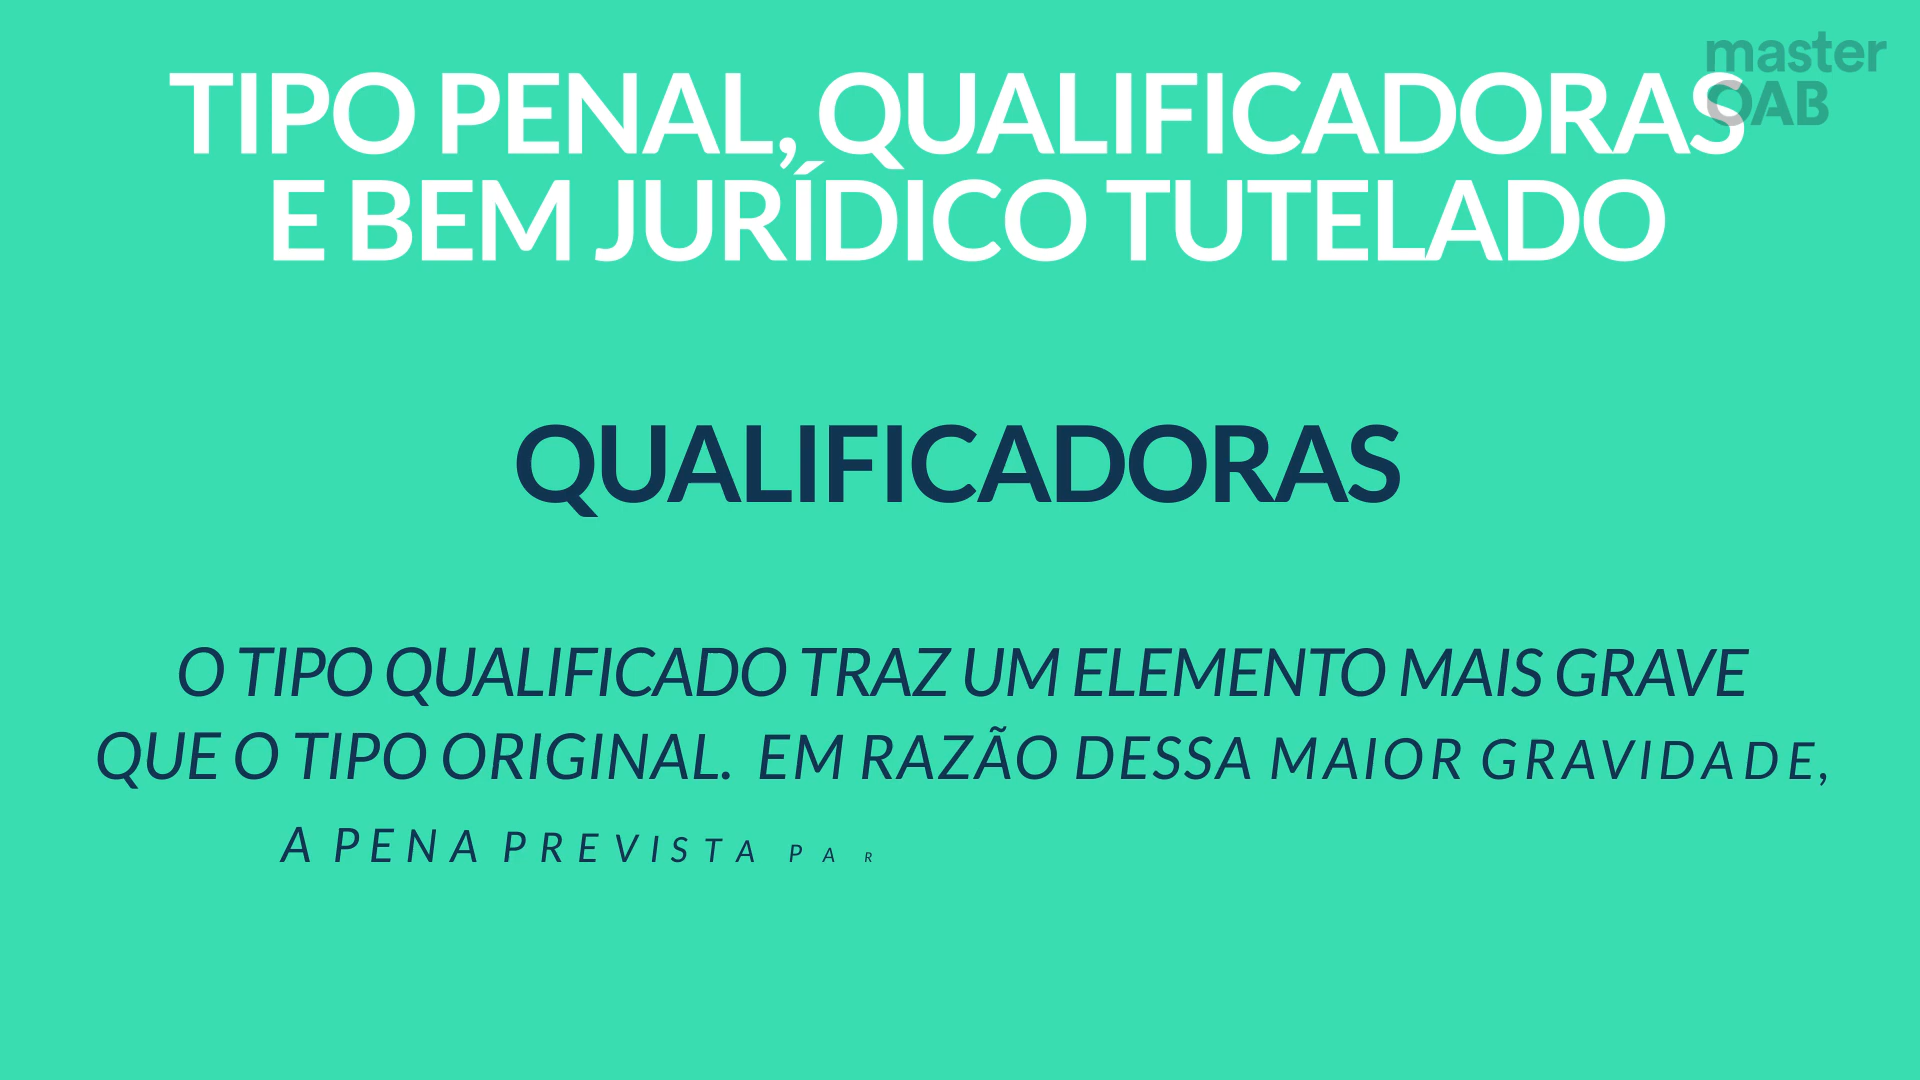 master
OAB
TIPO PENAL, QUALIFICADORAS
E BEM JURÍDICO TUTELADO
QUALIFICADORAS
O TIPO QUALIFICADO TRAZ UM ELEMENTO MAIS GRAVE
QUE O TIPO ORIGINAL. EM RAZÃO DESSA MAIOR GRAVIDADE,
A PENA PREVISTA PAR